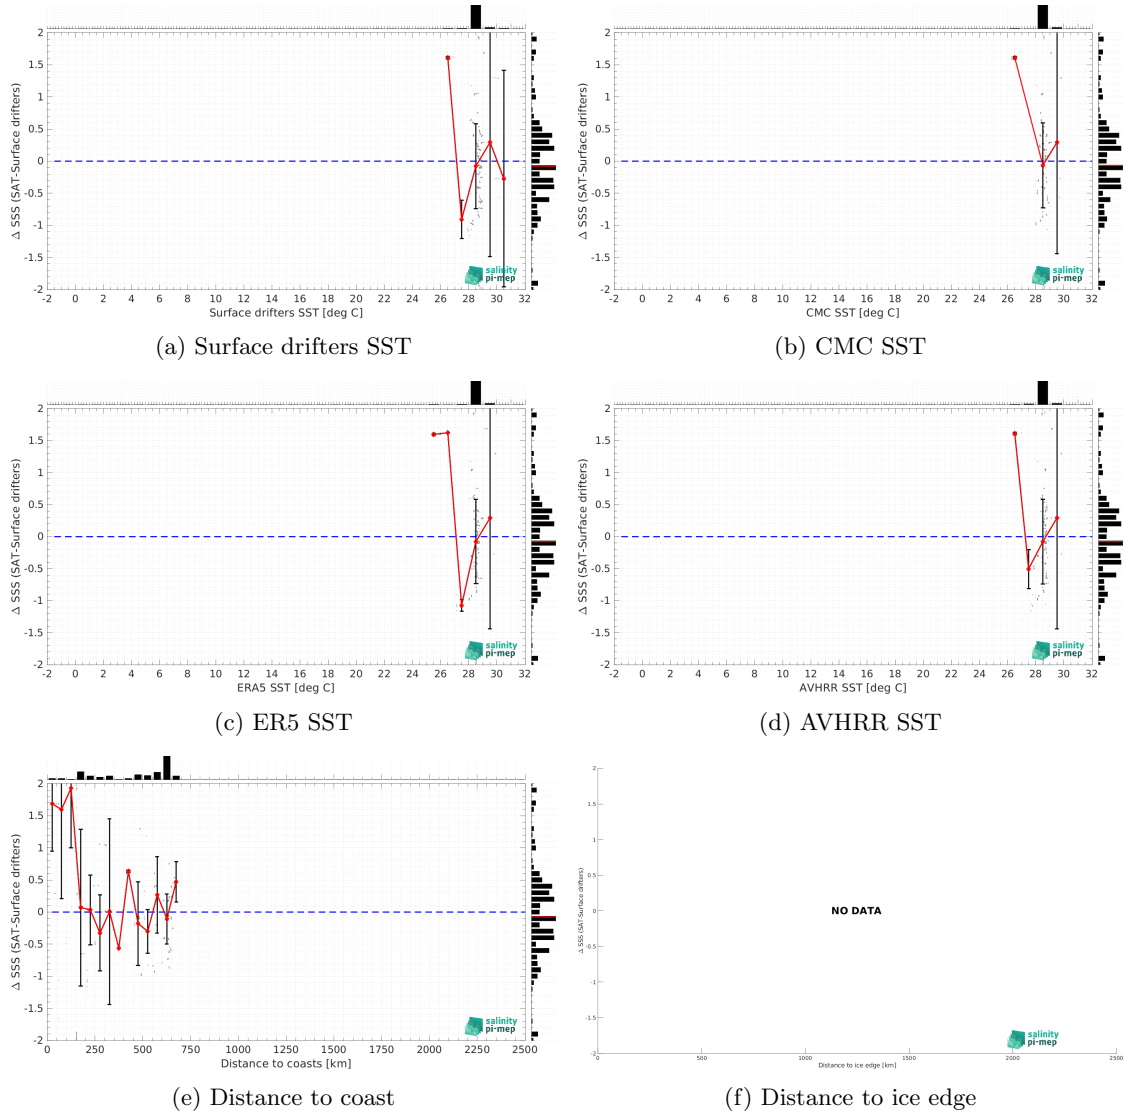 2
1.5
1
0.5
0
-0.5
-1
-1.5
-2
Δ SSS (SAT-Surface drifters)
-2 0 2 4 6 8 10 12 14 16 18 20 22 24 26 28 30 32
Surface drifters SST [deg C]
salinity
pi-mep
(a) Surface drifters SST
2
1.5
1
0.5
0
-0.5
-1
-1.5
-2
Δ SSS (SAT-Surface drifters)
-2 0 2 4 6 8 10 12 14 16 18 20 22 24 26 28 30 32
CMC SST [deg C]
salinity
pi-mep
(b) CMC SST
2
1.5
1
0.5
0
-0.5
-1
-1.5
-2
Δ SSS (SAT-Surface drifters)
-2 0 2 4 6 8 10 12 14 16 18 20 22 24 26 28 30 32
ERA5 SST [deg C]
salinity
pi-mep
(c) ER5 SST
2
1.5
1
0.5
0
-0.5
-1
-1.5
-2
Δ SSS (SAT-Surface drifters)
-2 0 2 4 6 8 10 12 14 16 18 20 22 24 26 28 30 32
AVHRR SST [deg C]
salinity
pi-mep
(d) AVHRR SST
2
1.5
1
0.5
0
-0.5
-1
-1.5
-2
Δ SSS (SAT-Surface drifters)
0 250 500 750 1000 1250 1500 1750 2000 2250 2500
Distance to coasts [km]
salinity
pi-mep
(e) Distance to coast
2
1.5
1
0.5
0
-0.5
-1
-1.5
-2
Δ SSS (SAT-Surface drifters)
NO DATA
0 500 1000 1500 2000 2500
Distance to ice edge [km]
salinity
pi-mep
(f) Distance to ice edge